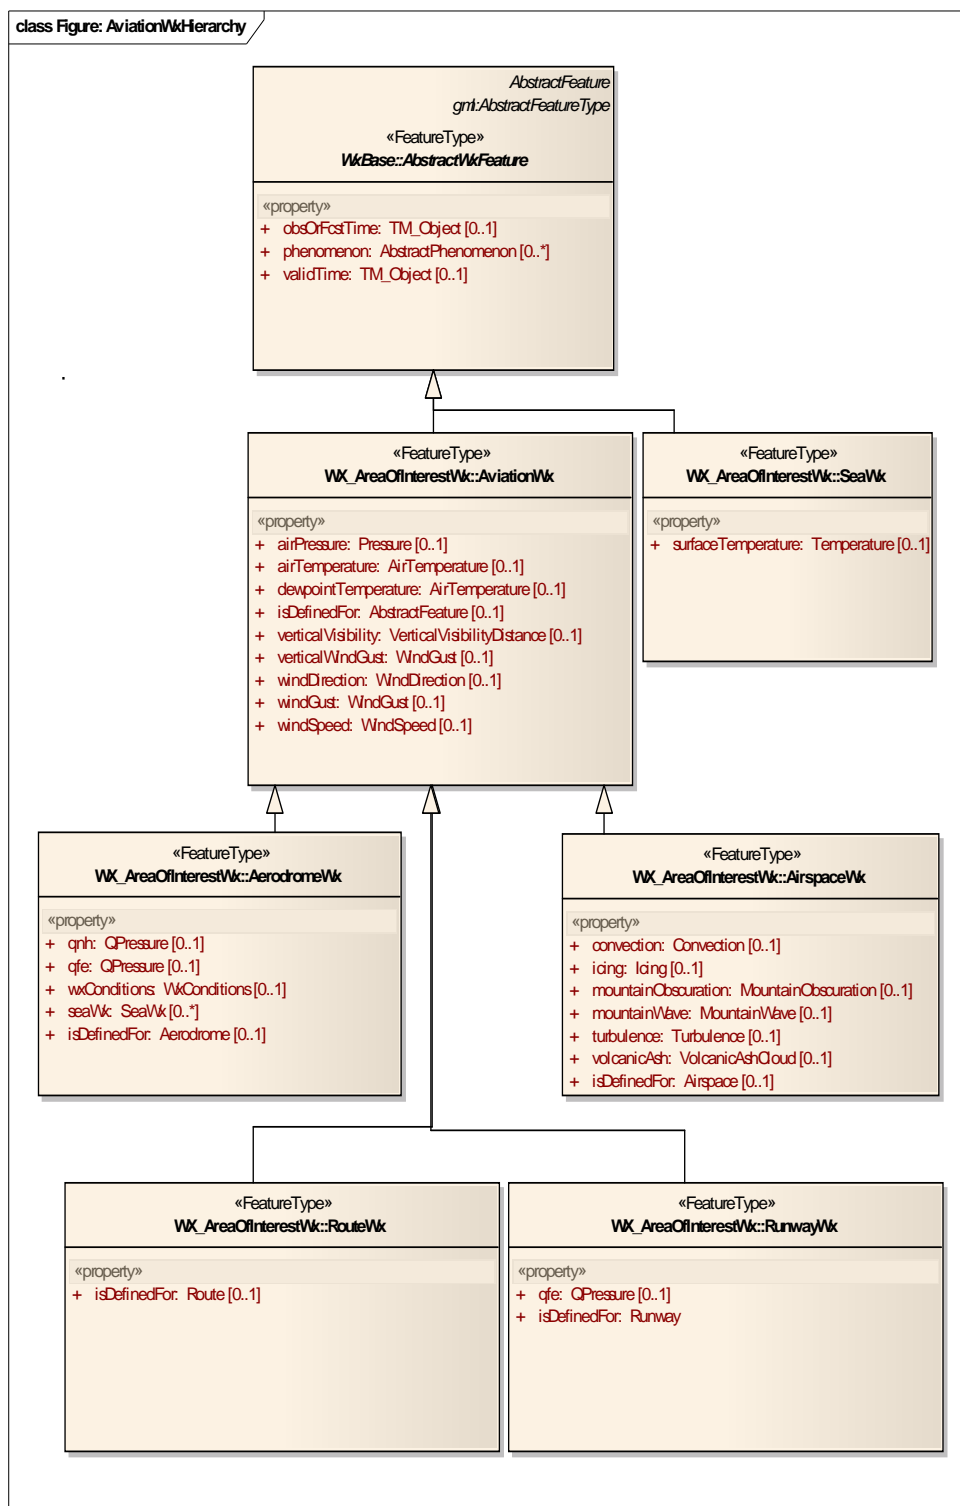 class Figure: AviationWxHierarchy
AbstractFeature
gml:AbstractFeatureType
«FeatureType»
WxBase::AbstractWxFeature
«property»
+ obsOrFcstTime: TM_Object [0..1]
+ phenomenon: AbstractPhenomenon [0..*]
+ validTime: TM_Object [0..1]
.
«FeatureType»
WX_AreaOfInterestWx::AviationWx
«property»
+ airPressure: Pressure [0..1]
+ airTemperature: AirTemperature [0..1]
+ dewpointTemperature: AirTemperature [0..1]
+ isDefinedFor: AbstractFeature [0..1]
+ verticalVisibility: VerticalVisibilityDistance [0..1]
+ verticalWindGust: WindGust [0..1]
+ windDirection: WindDirection [0..1]
+ windGust: WindGust [0..1]
+ windSpeed: WindSpeed [0..1]
«FeatureType»
WX_AreaOfInterestWx::SeaWx
«property»
+ surfaceTemperature: Temperature [0..1]
«FeatureType»
WX_AreaOfInterestWx::AerodromeWx
«property»
+ qnh: QPressure [0..1]
+ qfe: QPressure [0..1]
+ wxConditions: WxConditions [0..1]
+ seaWx: SeaWx [0..*]
+ isDefinedFor: Aerodrome [0..1]
«FeatureType»
WX_AreaOfInterestWx::AirspaceWx
«property»
+ convection: Convection [0..1]
+ icing: Icing [0..1]
+ mountainObscuration: MountainObscuration [0..1]
+ mountainWave: MountainWave [0..1]
+ turbulence: Turbulence [0..1]
+ volcanicAsh: VolcanicAshCloud [0..1]
+ isDefinedFor: Airspace [0..1]
«FeatureType»
WX_AreaOfInterestWx::RouteWx
«property»
+ isDefinedFor: Route [0..1]
«FeatureType»
WX_AreaOfInterestWx::RunwayWx
«property»
+ qfe: QPressure [0..1]
+ isDefinedFor: Runway